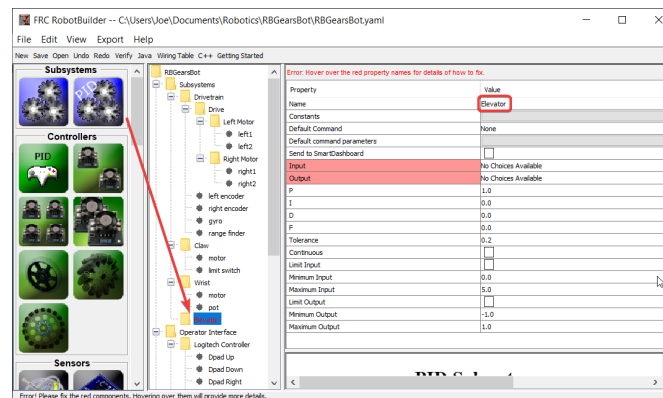 FRC RobotBuilder -- C:\Users\Joe\Documents\Robotics\RBGearsBot\RBGearsBot.yaml
File Edit View Export Help
New Save Open Undo Redo Verify Java Wiring Table C++ Getting Started
Subsystems
PID
Controllers
PID
Sensors
RBGearsBot
Subsystems
Drivetrain
Drive
Left Motor
left1
left2
Right Motor
right1
right2
left encoder
right encoder
gyro
range finder
Claw
motor
limit switch
Wrist
motor
pot
Elevator
Operator Interface
Logitech Controller
Dpad Up
Dpad Down
Dpad Right
Error: Hover over the red property names for details of how to fix.
Property Value
Name Elevator
Constants
Default Command None
Default command parameters
Send to SmartDashboard
Input No Choices Available
Output No Choices Available
P 1.0
I 0.0
D 0.0
F 0.0
Tolerance 0.2
Continuous
Limit Input
Minimum Input 0.0
Maximum Input 5.0
Limit Output
Minimum Output -1.0
Maximum Output 1.0
Error! Please fix the red components. Hovering over them will provide more details.